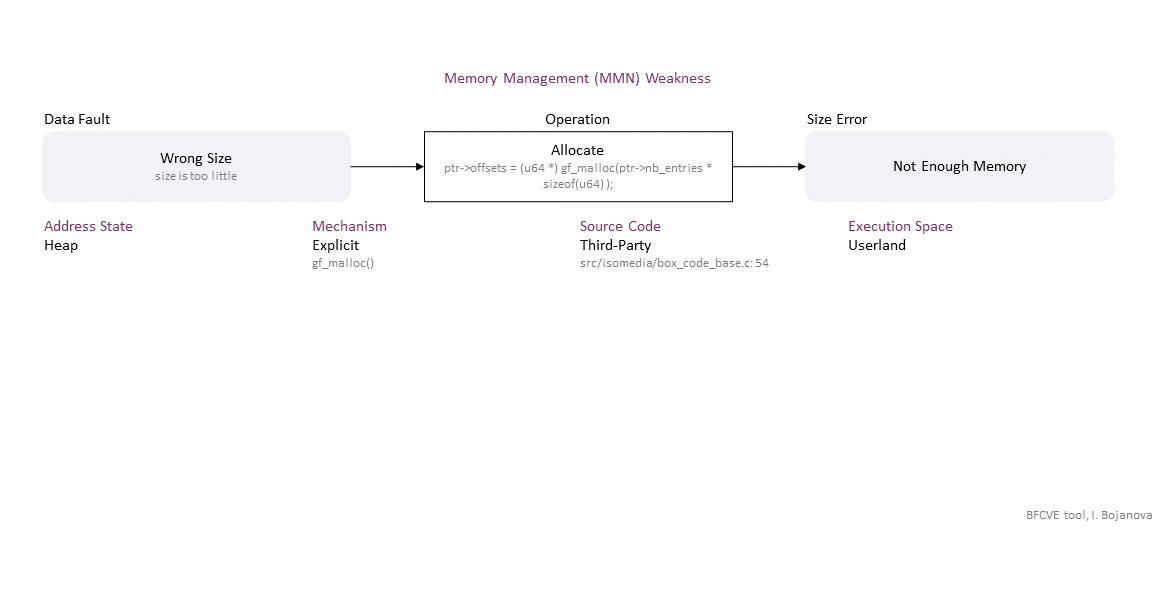 Memory Management (MMN) Weakness
Data Fault
Operation
Size Error
Wrong Size
size is too little
Allocate
ptr->offsets = (u64 *) gf_malloc(ptr->nb_entries *
sizeof(u64) );
Not Enough Memory
Address State
Heap
Mechanism
Explicit
gf_malloc()
Source Code
Third-Party
src/isomedia/box_code_base.c:54
Execution Space
Userland
BFCVE tool, I. Bojanova